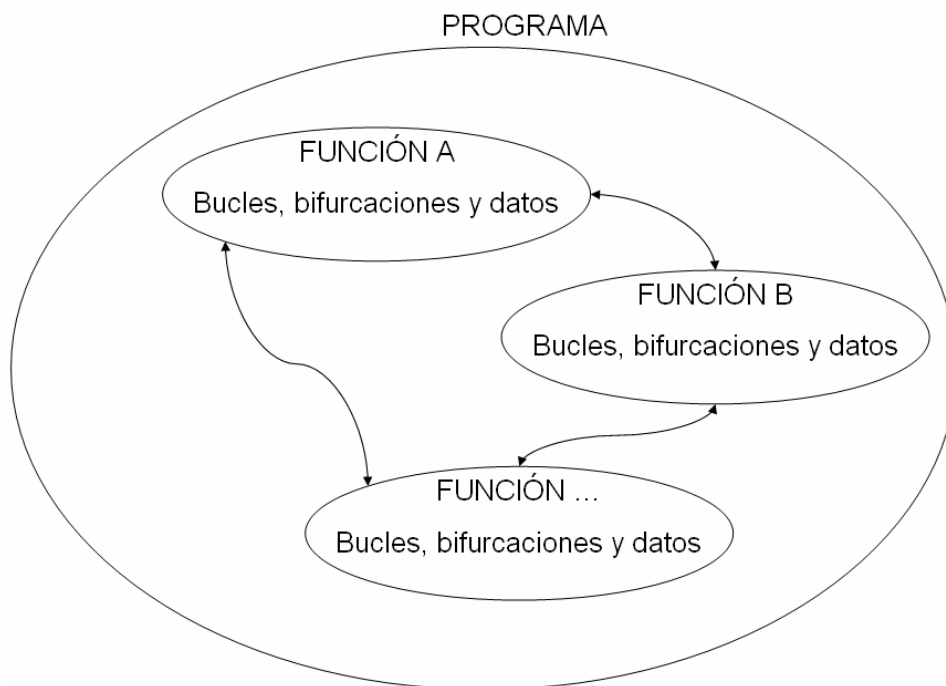 PROGRAMA
FUNCIÓN A
Bucles, bifurcaciones y datos
FUNCIÓN B
Bucles, bifurcaciones y datos
FUNCIÓN ...
Bucles, bifurcaciones y datos